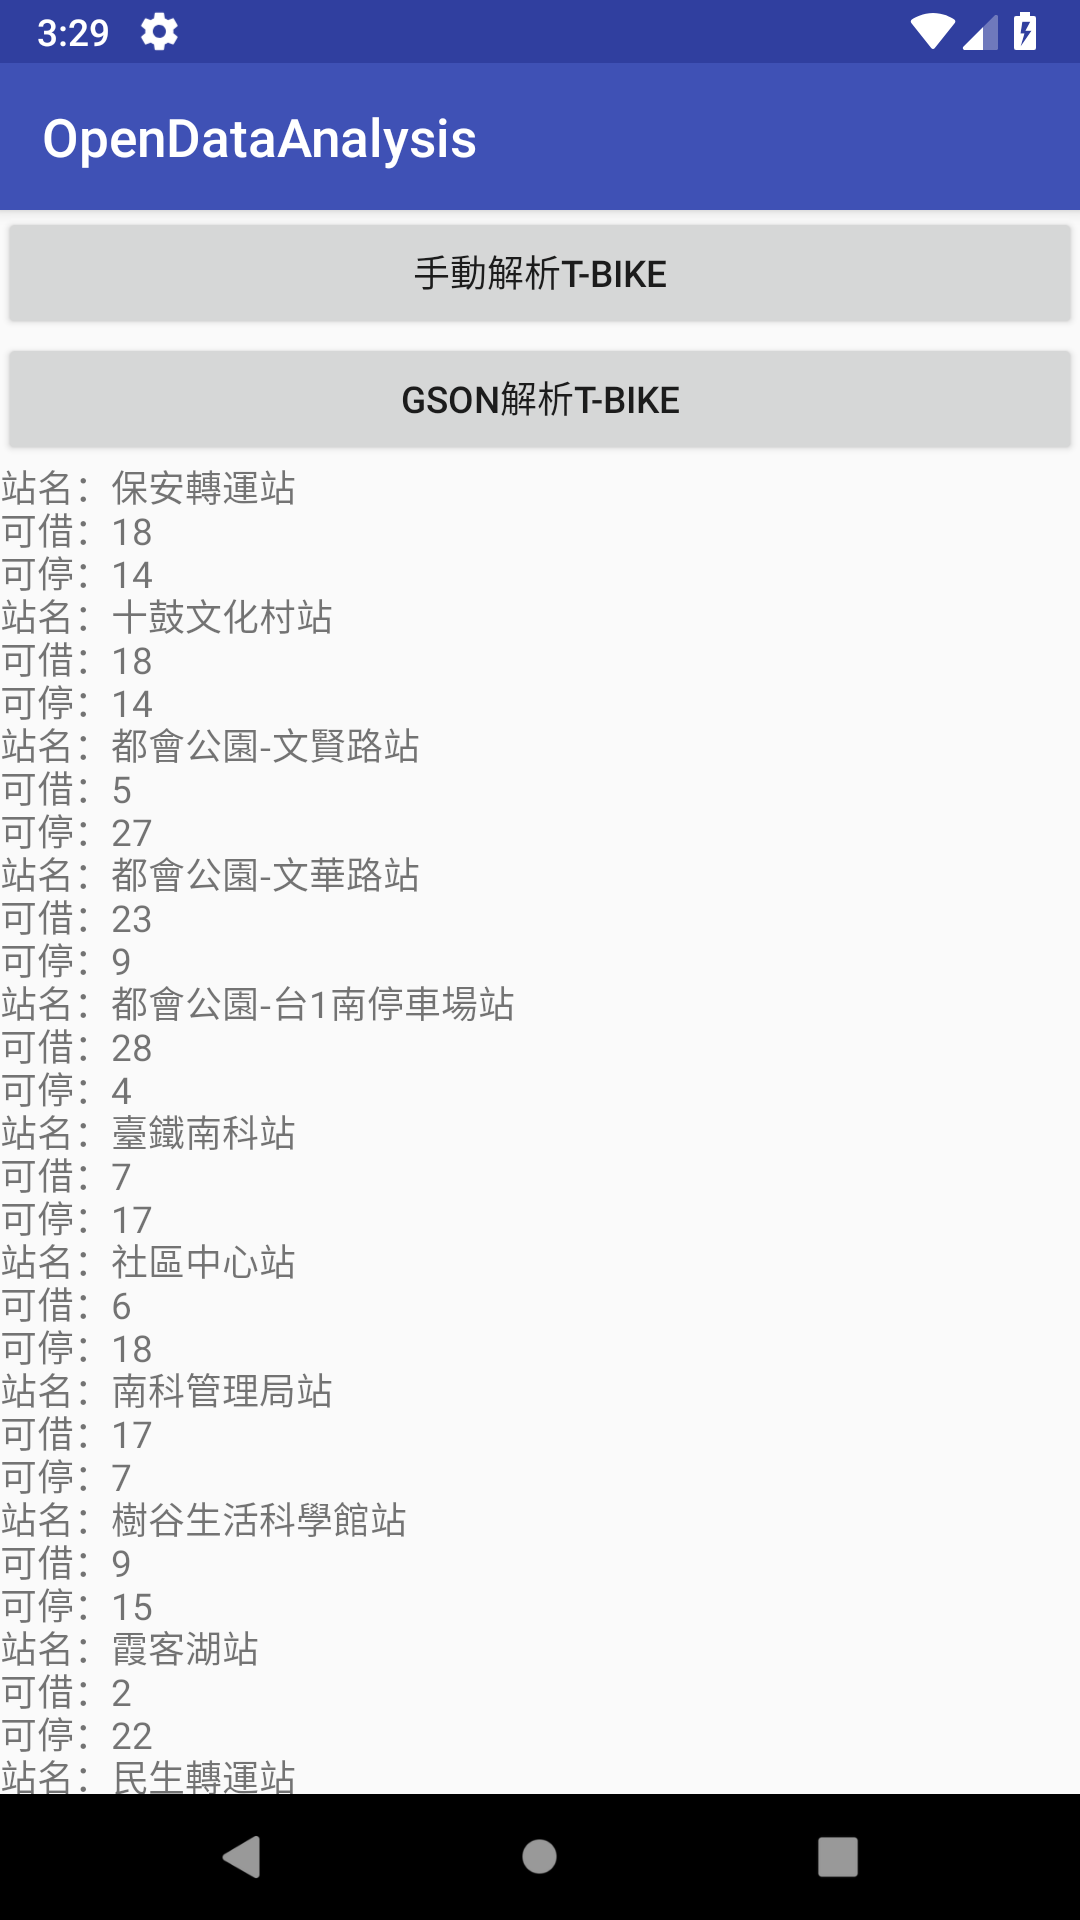 3:29
OpenDataAnalysis
手動解析T-BIKE
GSON解析T-BIKE
站名：保安轉運站
可借：18
可停：14
站名：十鼓文化村站
可借：18
可停：14
站名：都會公園-文賢路站
可借：5
可停：27
站名：都會公園-文華路站
可借：23
可停：9
站名：都會公園-台1南停車場站
可借：28
可停：4
站名：臺鐵南科站
可借：7
可停：17
站名：社區中心站
可借：6
可停：18
站名：南科管理局站
可借：17
可停：7
站名：樹谷生活科學館站
可借：9
可停：15
站名：霞客湖站
可借：2
可停：22
站名：民生轉運站